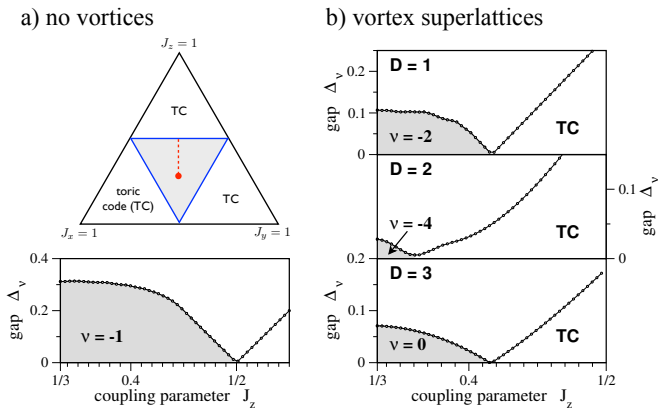 a) no vortices
J_z = 1
TC
toric
code (TC)
TC
J_x = 1
J_y = 1
0.4
0.2
0
gap Δ_ν
ν = -1
1/3
0.4
1/2
coupling parameter J_z
b) vortex superlattices
0.2
0.1
0
gap Δ_ν
D = 1
ν = -2
TC
D = 2
ν = -4
TC
0.1
0
gap Δ_ν
0.2
0.1
0
gap Δ_ν
D = 3
ν = 0
TC
1/3
0.4
1/2
coupling parameter J_z